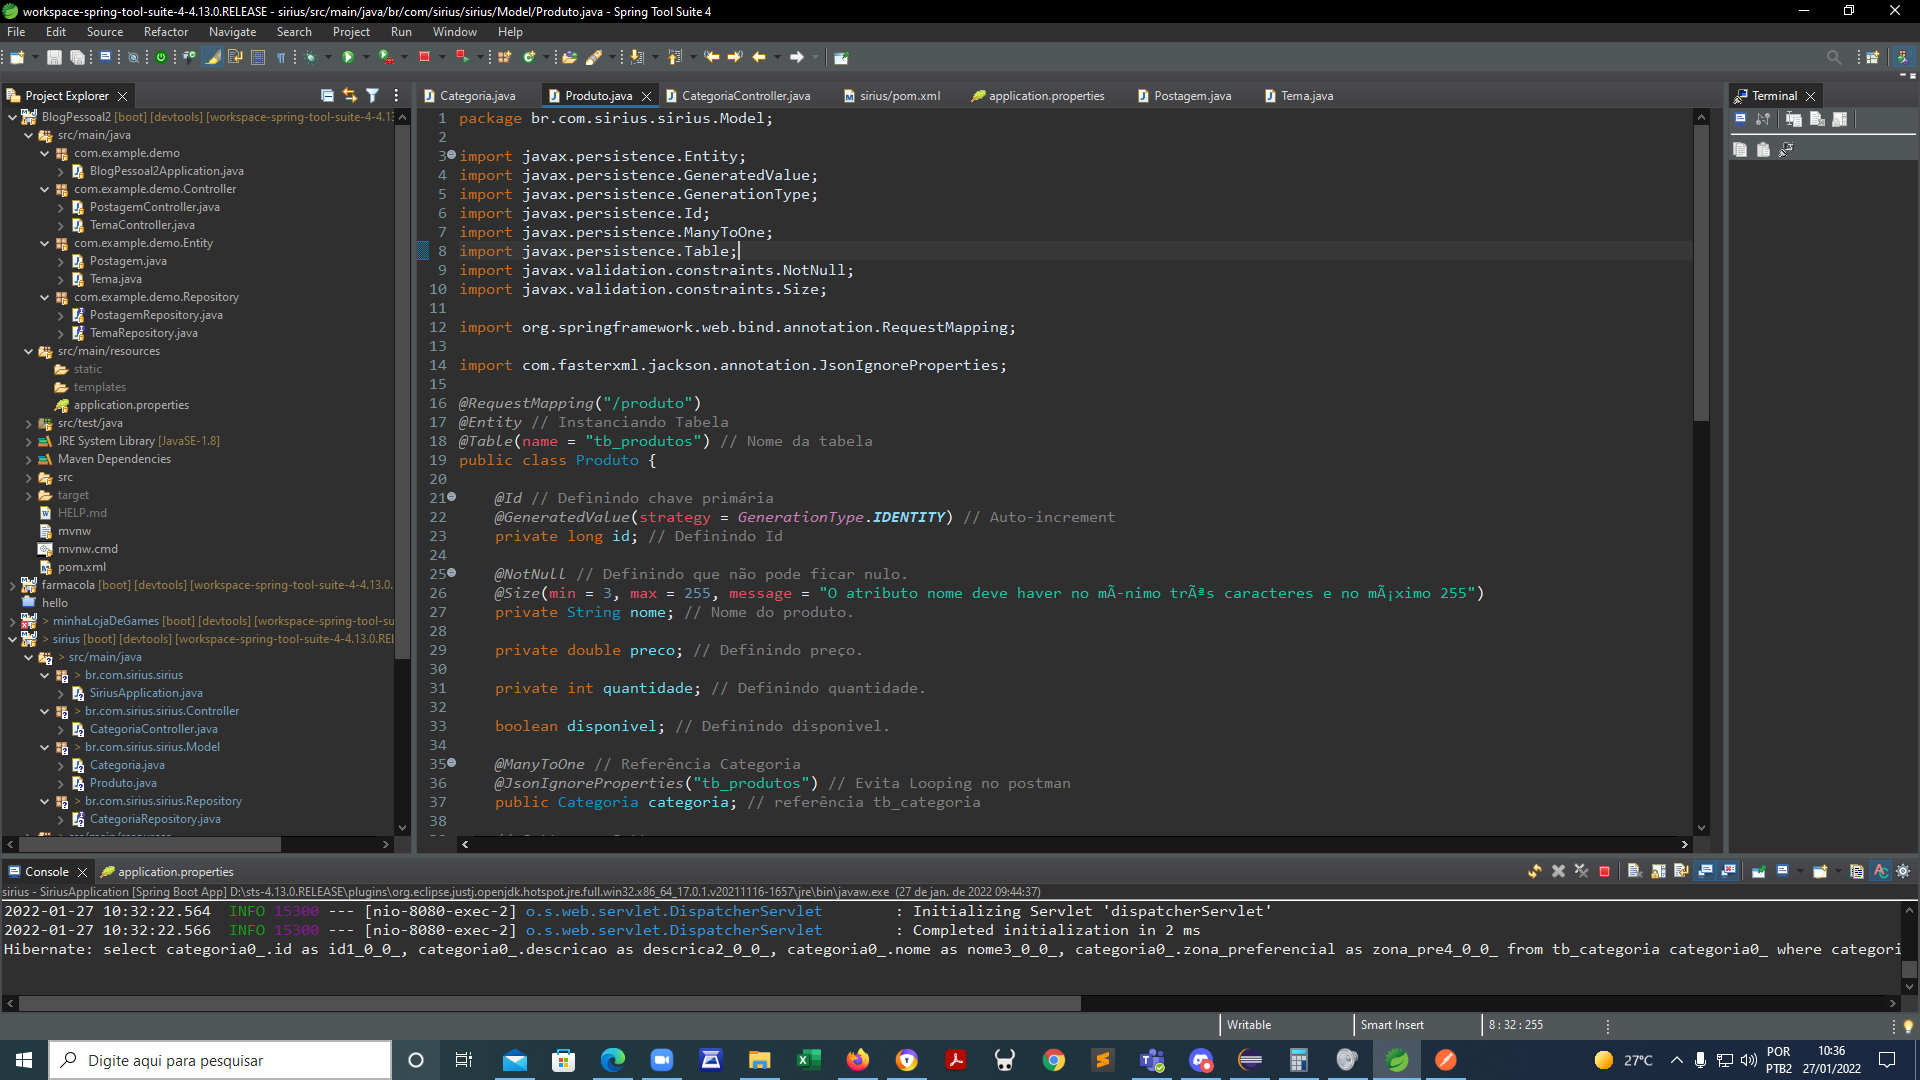 workspace-spring-tool-suite-4-4.13.0.RELEASE - sirius/src/main/java/br/com/sirius/sirius/Model/Produto.java - Spring Tool Suite 4
File Edit Source Refactor Navigate Search Project Run Window Help
Project Explorer
BlogPessoal2 [boot] [devtools] [workspace-spring-tool-suite-4-4.13
src/main/java
com.example.demo
BlogPessoal2Application.java
com.example.demo.Controller
PostagemController.java
TemaController.java
com.example.demo.Entity
Postagem.java
Tema.java
com.example.demo.Repository
PostagemRepository.java
TemaRepository.java
src/main/resources
static
templates
application.properties
src/test/java
JRE System Library [JavaSE-1.8]
Maven Dependencies
src
target
HELP.md
mvnw
mvnw.cmd
pom.xml
farmacola [boot] [devtools] [workspace-spring-tool-suite-4-4.13.0.
hello
> minhaLojaDeGames [boot] [devtools] [workspace-spring-tool-su
> sirius [boot] [devtools] [workspace-spring-tool-suite-4-4.13.0.REL
> src/main/java
> br.com.sirius.sirius
SiriusApplication.java
> br.com.sirius.sirius.Controller
CategoriaController.java
> br.com.sirius.sirius.Model
Categoria.java
Produto.java
> br.com.sirius.sirius.Repository
CategoriaRepository.java
Categoria.java Produto.java CategoriaController.java sirius/pom.xml application.properties Postagem.java Tema.java
1 package br.com.sirius.sirius.Model;
2
3 import javax.persistence.Entity;
4 import javax.persistence.GeneratedValue;
5 import javax.persistence.GenerationType;
6 import javax.persistence.Id;
7 import javax.persistence.ManyToOne;
8 import javax.persistence.Table;
9 import javax.validation.constraints.NotNull;
10 import javax.validation.constraints.Size;
11
12 import org.springframework.web.bind.annotation.RequestMapping;
13
14 import com.fasterxml.jackson.annotation.JsonIgnoreProperties;
15
16 @RequestMapping("/produto")
17 @Entity // Instanciando Tabela
18 @Table(name = "tb_produtos") // Nome da tabela
19 public class Produto {
20
21 @Id // Definindo chave primária
22 @GeneratedValue(strategy = GenerationType.IDENTITY) // Auto-increment
23 private long id; // Definindo Id
24
25 @NotNull // Definindo que não pode ficar nulo.
26 @Size(min = 3, max = 255, message = "O atributo nome deve haver no mÃ-nimo trÃªs caracteres e no mÃ¡ximo 255")
27 private String nome; // Nome do produto.
28
29 private double preco; // Definindo preço.
30
31 private int quantidade; // Definindo quantidade.
32
33 boolean disponivel; // Definindo disponivel.
34
35 @ManyToOne // Referência Categoria
36 @JsonIgnoreProperties("tb_produtos") // Evita Looping no postman
37 public Categoria categoria; // referência tb_categoria
38
Terminal
Console application.properties
sirius - SiriusApplication [Spring Boot App] D:\sts-4.13.0.RELEASE\plugins\org.eclipse.justj.openjdk.hotspot.jre.full.win32.x86_64_17.0.1.v20211116-1657\jre\bin\javaw.exe (27 de jan. de 2022 09:44:37)
2022-01-27 10:32:22.564 INFO 15300 --- [nio-8080-exec-2] o.s.web.servlet.DispatcherServlet : Initializing Servlet 'dispatcherServlet'
2022-01-27 10:32:22.566 INFO 15300 --- [nio-8080-exec-2] o.s.web.servlet.DispatcherServlet : Completed initialization in 2 ms
Hibernate: select categoria0_.id as id1_0_0_, categoria0_.descricao as descrica2_0_0_, categoria0_.nome as nome3_0_0_, categoria0_.zona_preferencial as zona_pre4_0_0_ from tb_categoria categoria0_ where categori
Writable Smart Insert 8 : 32 : 255
Digite aqui para pesquisar
27°C
POR
PTB2
10:36
27/01/2022